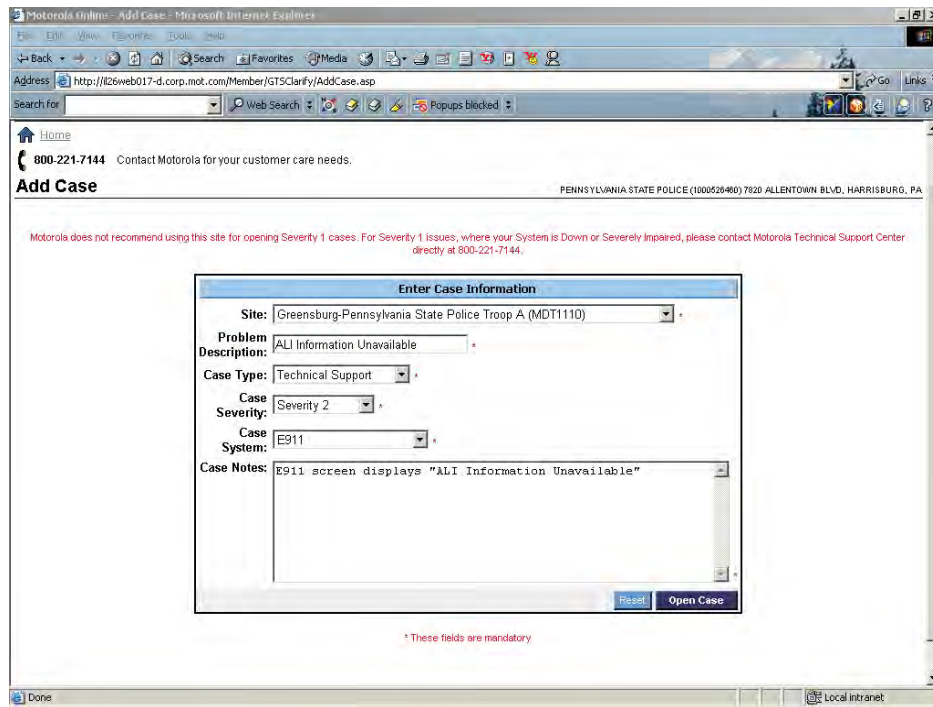 Motorola Online - Add Case - Microsoft Internet Explorer
File Edit View Favorites Tools Help
Back Search Favorites Media
Address http://il26web017-d.corp.mot.com/Member/GTSClarify/AddCase.asp Go Links
Search for Web Search Popups blocked
Home
800-221-7144 Contact Motorola for your customer care needs.
Add Case PENNSYLVANIA STATE POLICE (1000526480) 7820 ALLENTOWN BLVD, HARRISBURG, PA
Motorola does not recommend using this site for opening Severity 1 cases. For Severity 1 issues, where your System is Down or Severely Impaired, please contact Motorola Technical Support Center
directly at 800-221-7144.
Enter Case Information
Site: Greensburg-Pennsylvania State Police Troop A (MDT1110) *
Problem
Description: ALI Information Unavailable *
Case Type: Technical Support *
Case
Severity: Severity 2 *
Case
System: E911 *
Case Notes: E911 screen displays "ALI Information Unavailable"
*
Reset Open Case
* These fields are mandatory
Done Local intranet